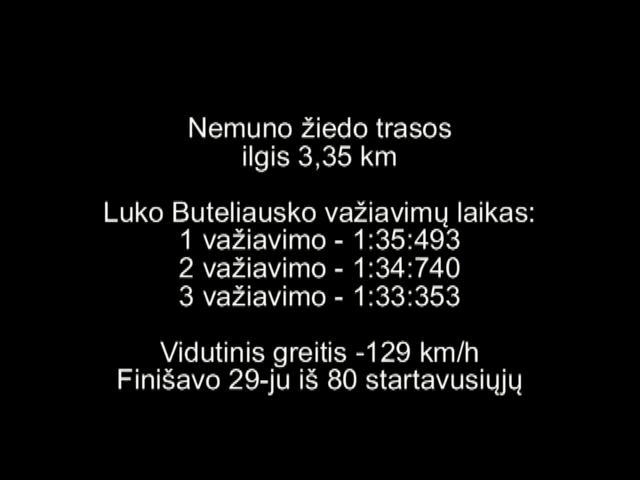 Nemuno žiedo trasos
ilgis 3,35 km
Luko Buteliausko važiavimų laikas:
1 važiavimo - 1:35:493
2 važiavimo - 1:34:740
3 važiavimo - 1:33:353
Vidutinis greitis -129 km/h
Finišavo 29-ju iš 80 startavusiųjų